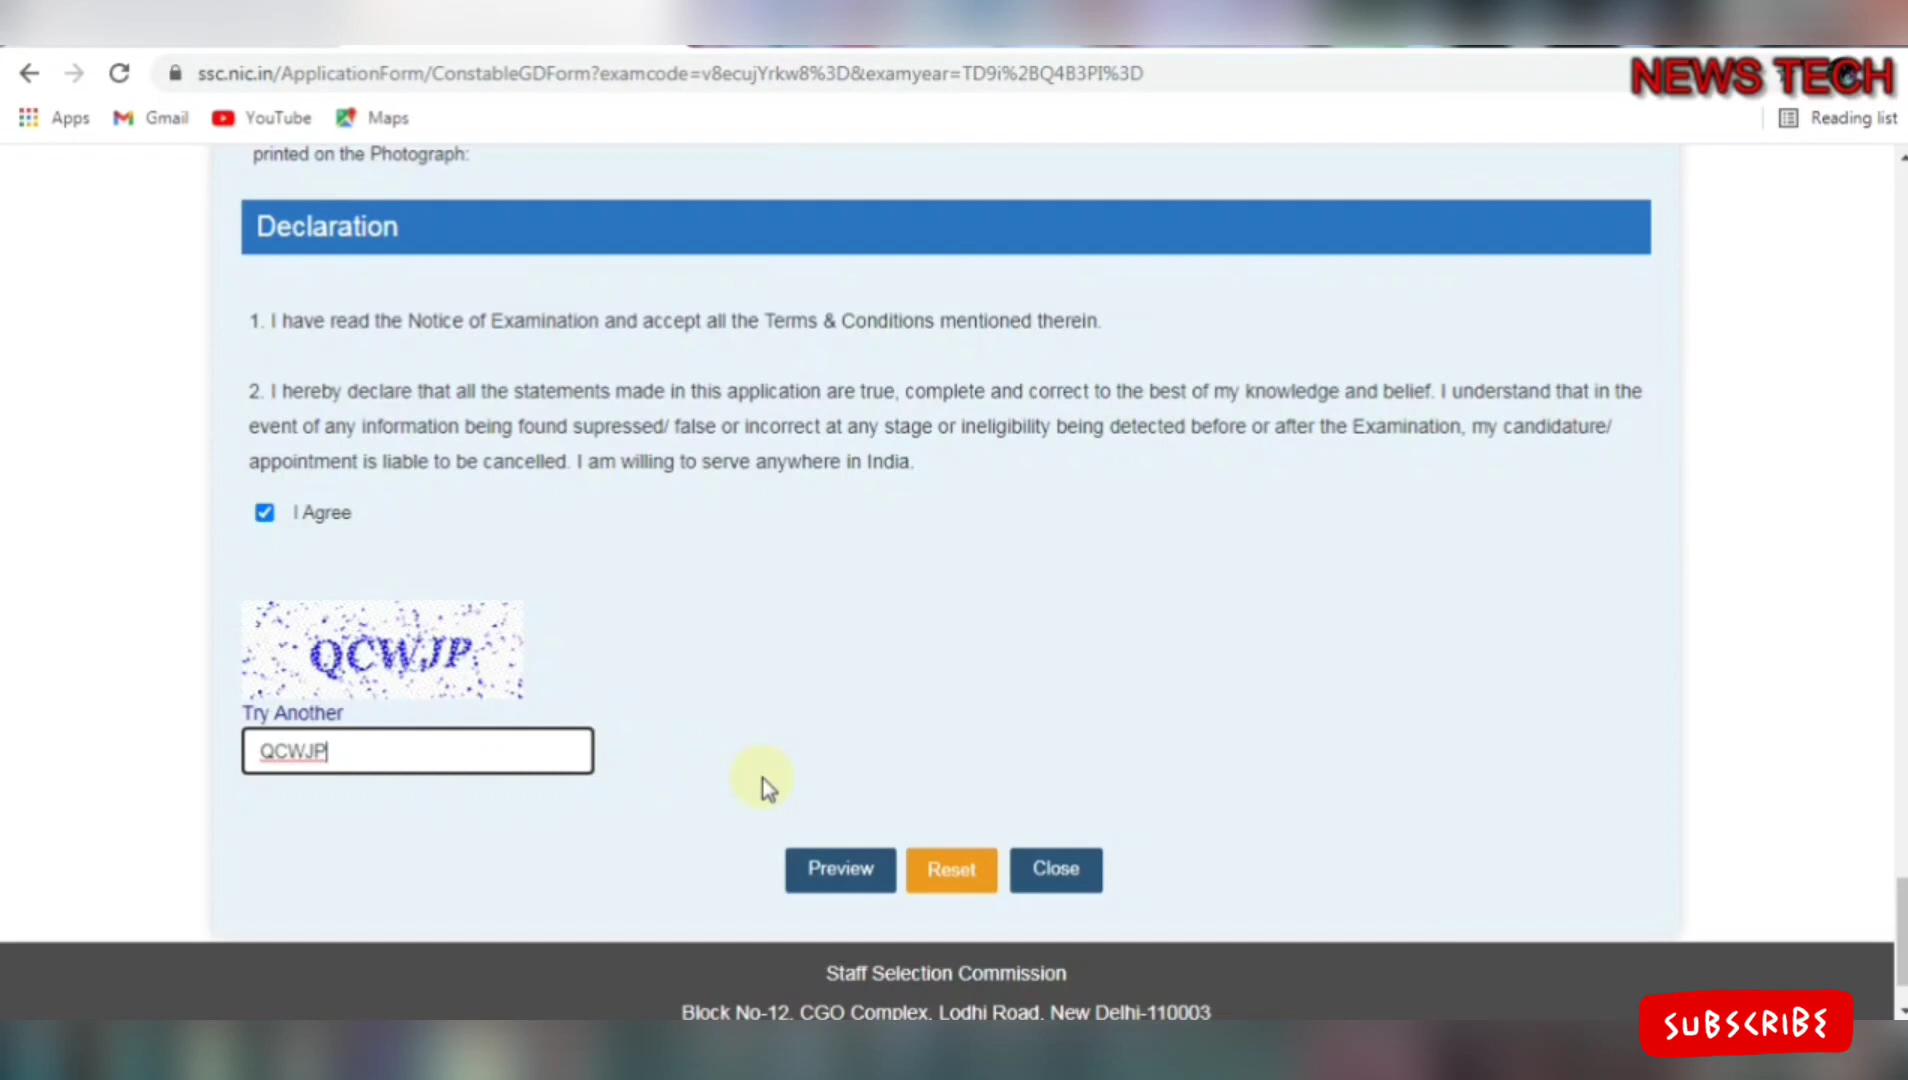 ssc.nic.in/ApplicationForm/ConstableGDForm?examcode=v8ecujYrkw8%3D&examyear=TD9i%2BQ4B3PI%3D
NEWS TECH
Apps Gmail YouTube Maps Reading list
printed on the Photograph:
Declaration
1. I have read the Notice of Examination and accept all the Terms & Conditions mentioned therein.
2. I hereby declare that all the statements made in this application are true, complete and correct to the best of my knowledge and belief. I understand that in the
event of any information being found supressed/ false or incorrect at any stage or ineligibility being detected before or after the Examination, my candidature/
appointment is liable to be cancelled. I am willing to serve anywhere in India.
I Agree
QCWJP
Try Another
QCWJP
Preview Reset Close
Staff Selection Commission
Block No-12, CGO Complex, Lodhi Road, New Delhi-110003
SUBSCRIBE